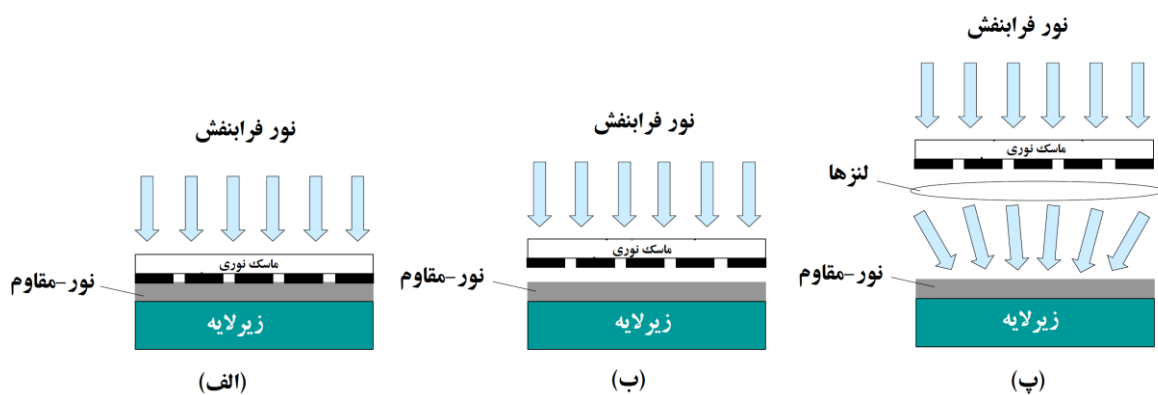 نور فرابنفش
ماسک نوری
نور-مقاوم
زیرلایه
(الف)
نور فرابنفش
ماسک نوری
نور-مقاوم
زیرلایه
(ب)
نور فرابنفش
ماسک نوری
لنزها
نور-مقاوم
زیرلایه
(پ)